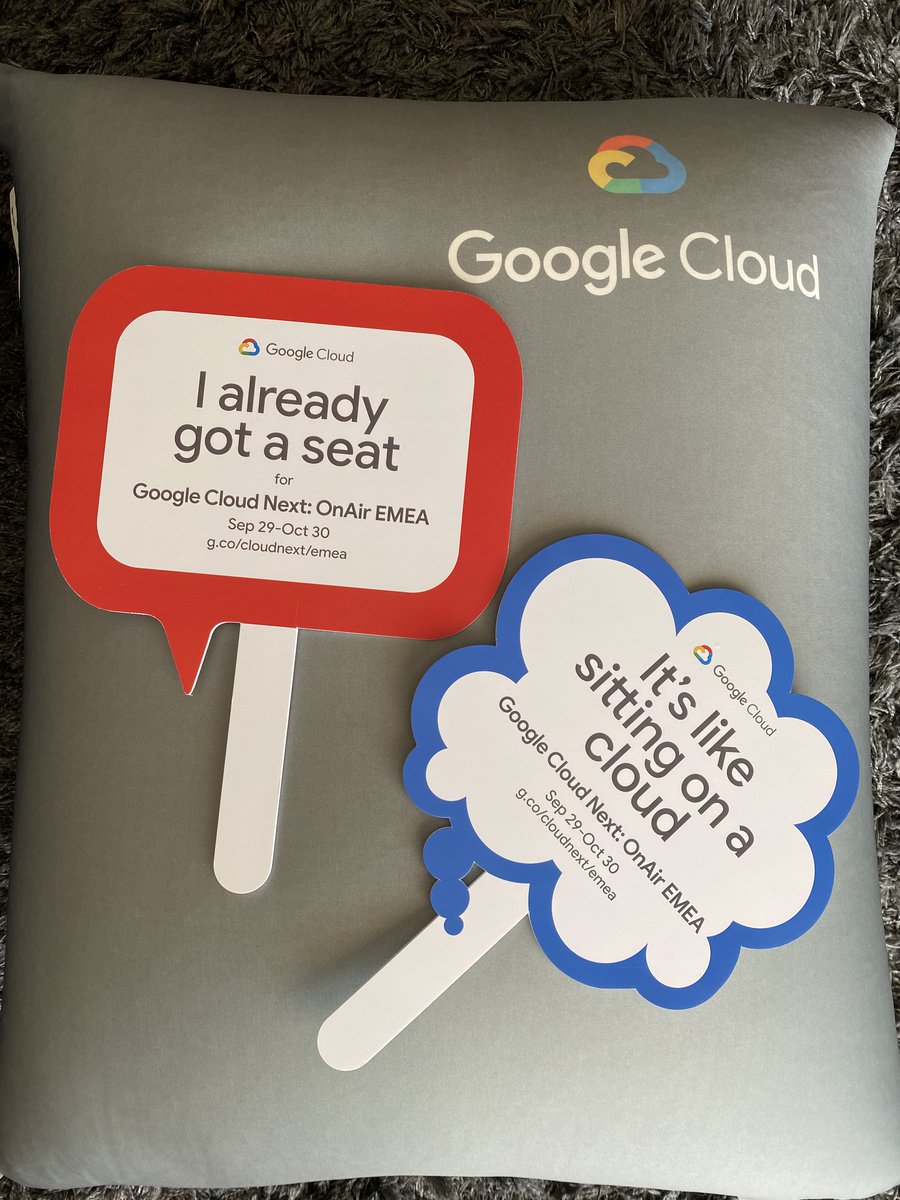 Google Cloud
Google Cloud
I already
got a seat
for
Google Cloud Next: OnAir EMEA
Sep 29-Oct 30
g.co/cloudnext/emea
Google Cloud
It's like
sitting on a
cloud
Google Cloud Next: OnAir EMEA
Sep 29-Oct 30
g.co/cloudnext/emea